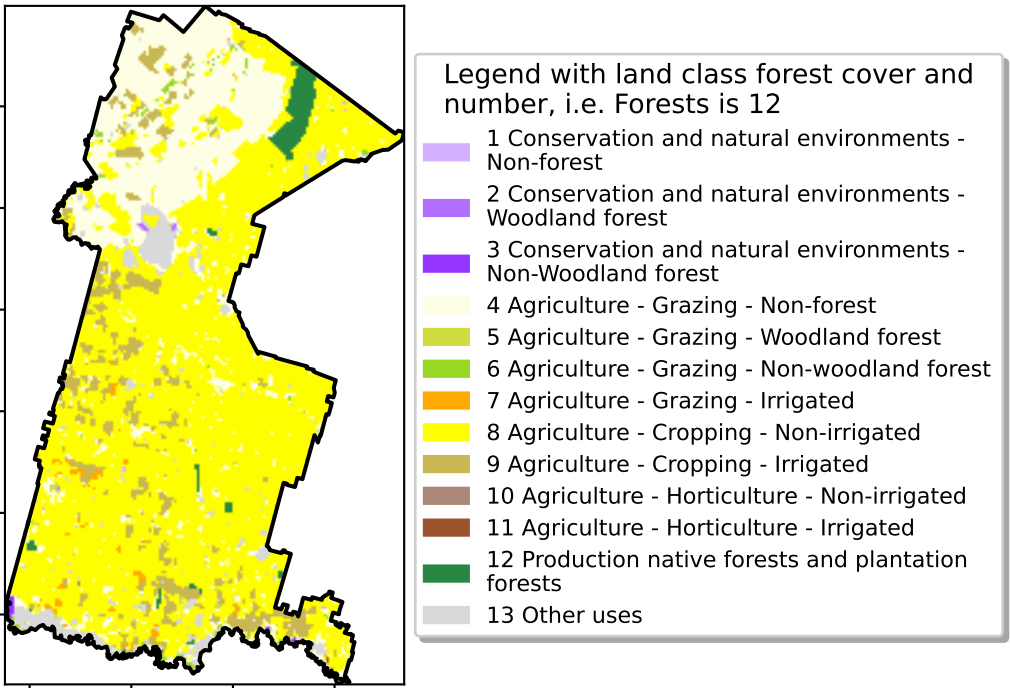 Legend with land class forest cover and
number, i.e. Forests is 12
1 Conservation and natural environments -
Non-forest
2 Conservation and natural environments -
Woodland forest
3 Conservation and natural environments -
Non-Woodland forest
4 Agriculture - Grazing - Non-forest
5 Agriculture - Grazing - Woodland forest
6 Agriculture - Grazing - Non-woodland forest
7 Agriculture - Grazing - Irrigated
8 Agriculture - Cropping - Non-irrigated
9 Agriculture - Cropping - Irrigated
10 Agriculture - Horticulture - Non-irrigated
11 Agriculture - Horticulture - Irrigated
12 Production native forests and plantation
forests
13 Other uses